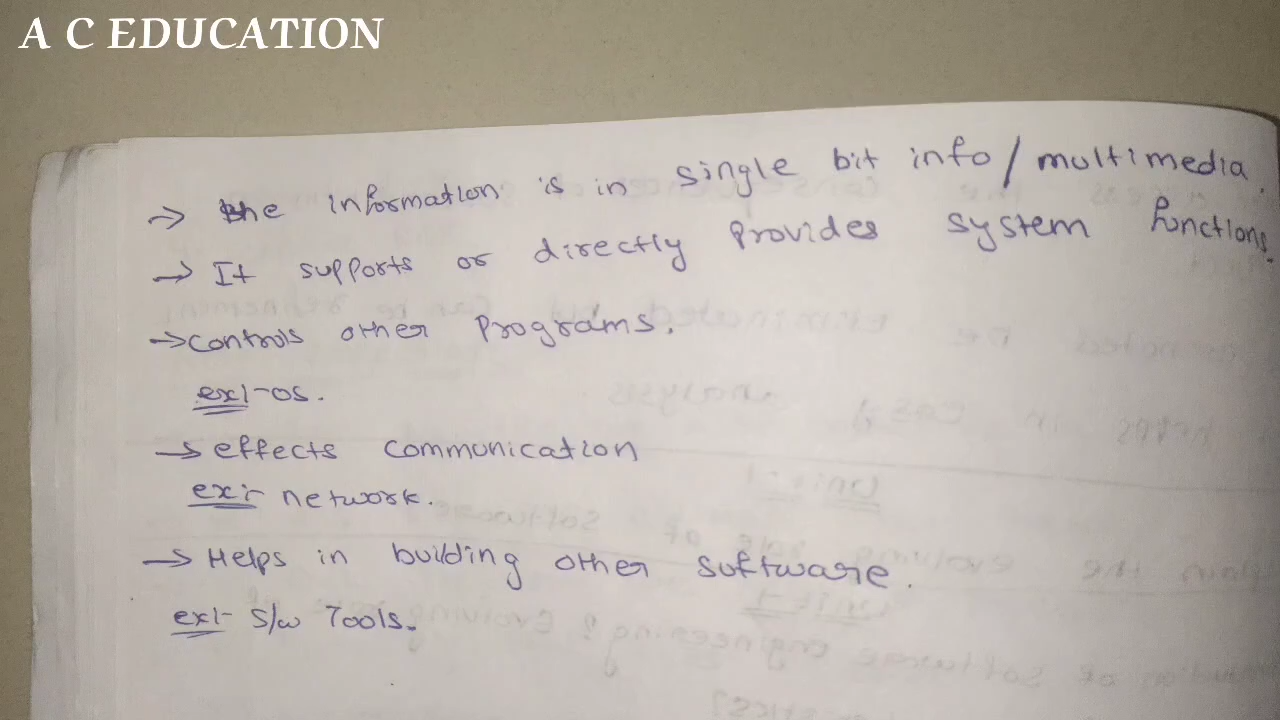 A C EDUCATION
→ the information is in single bit info / multimedia.
→ It supports or directly provides system functions.
→ controls other programs.
ex:- OS.
→ effects communication
ex:- network.
→ Helps in building other software.
ex:- S/w Tools.